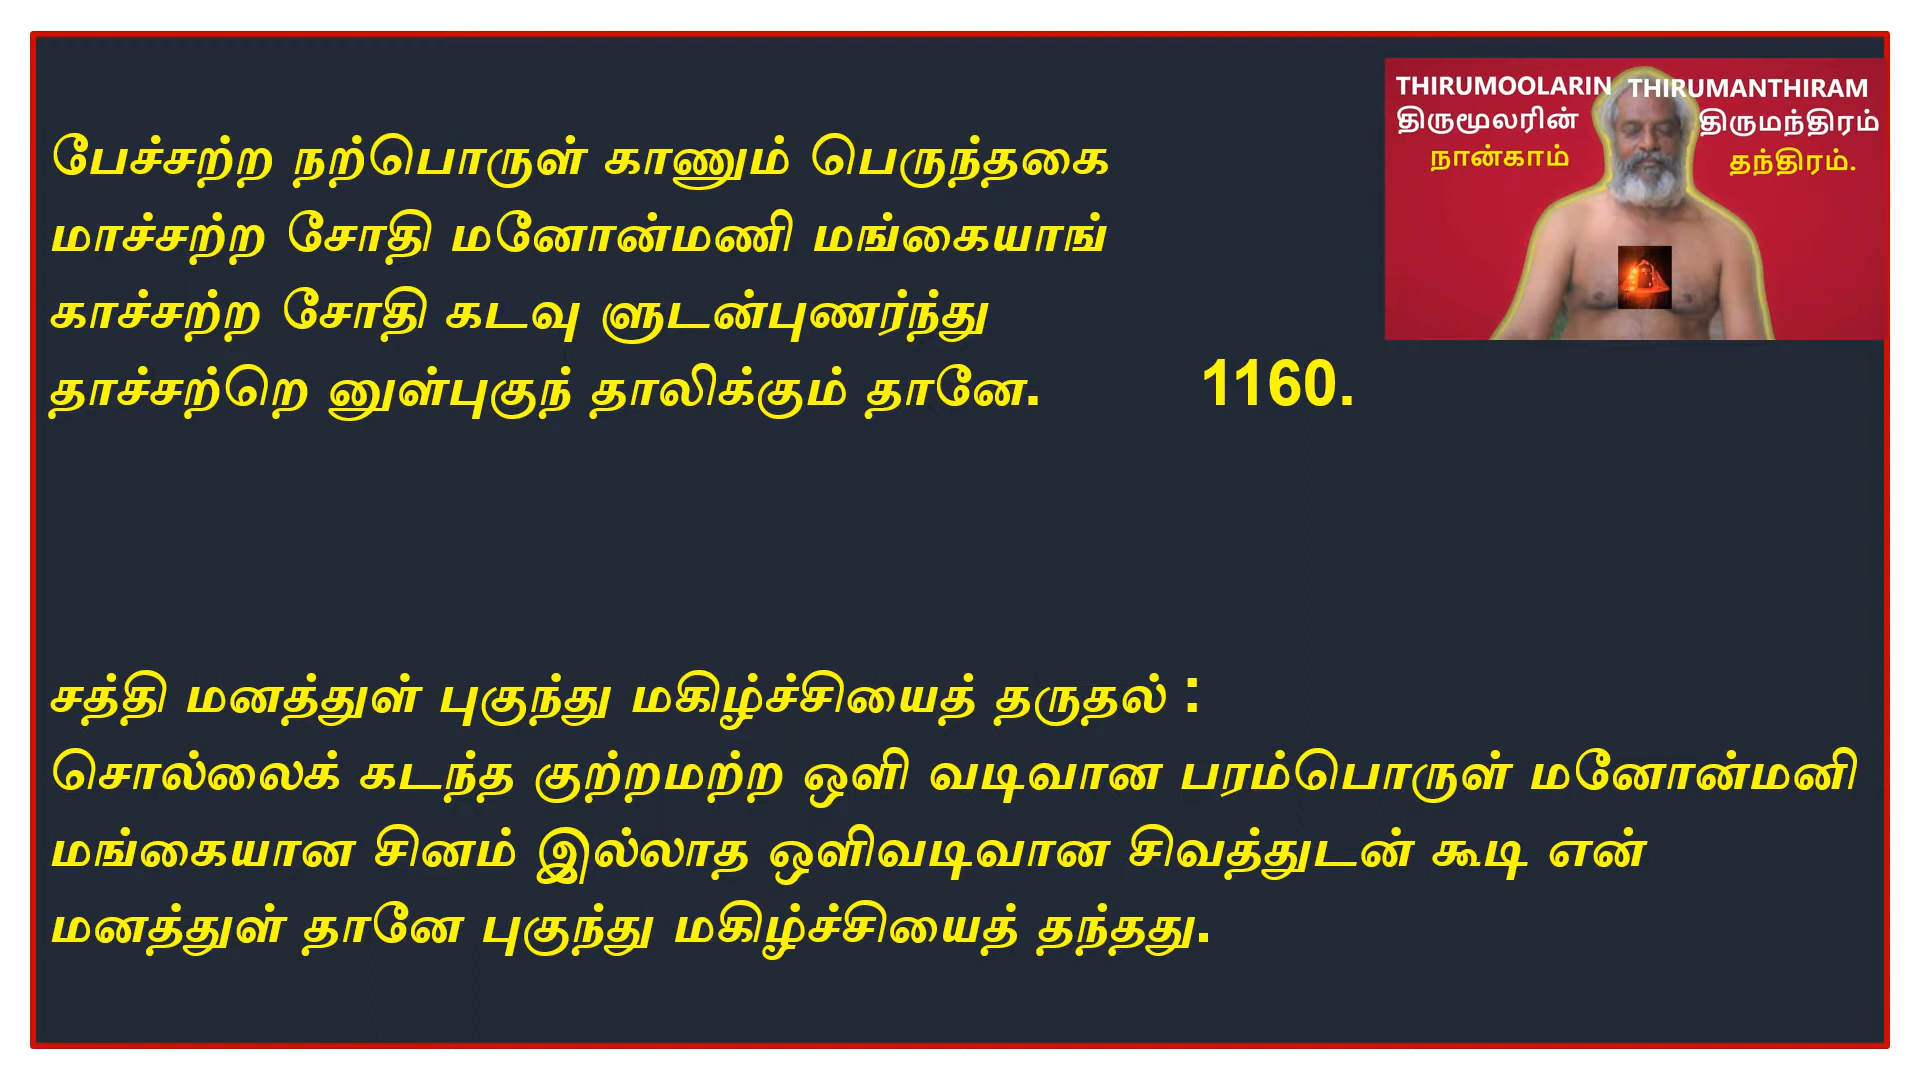 THIRUMOOLARIN THIRUMANTHIRAM
திருமூலரின் திருமந்திரம்
நான்காம் தந்திரம்.
பேச்சற்ற நற்பொருள் காணும் பெருந்தகை
மாச்சற்ற சோதி மனோன்மணி மங்கையாங்
காச்சற்ற சோதி கடவு ளுடன்புணர்ந்து
தாச்சற்றெ னுள்புகுந் தாலிக்கும் தானே. 1160.
சத்தி மனத்துள் புகுந்து மகிழ்ச்சியைத் தருதல் :
சொல்லைக் கடந்த குற்றமற்ற ஒளி வடிவான பரம்பொருள் மனோன்மனி
மங்கையான சினம் இல்லாத ஒளிவடிவான சிவத்துடன் கூடி என்
மனத்துள் தானே புகுந்து மகிழ்ச்சியைத் தந்தது.